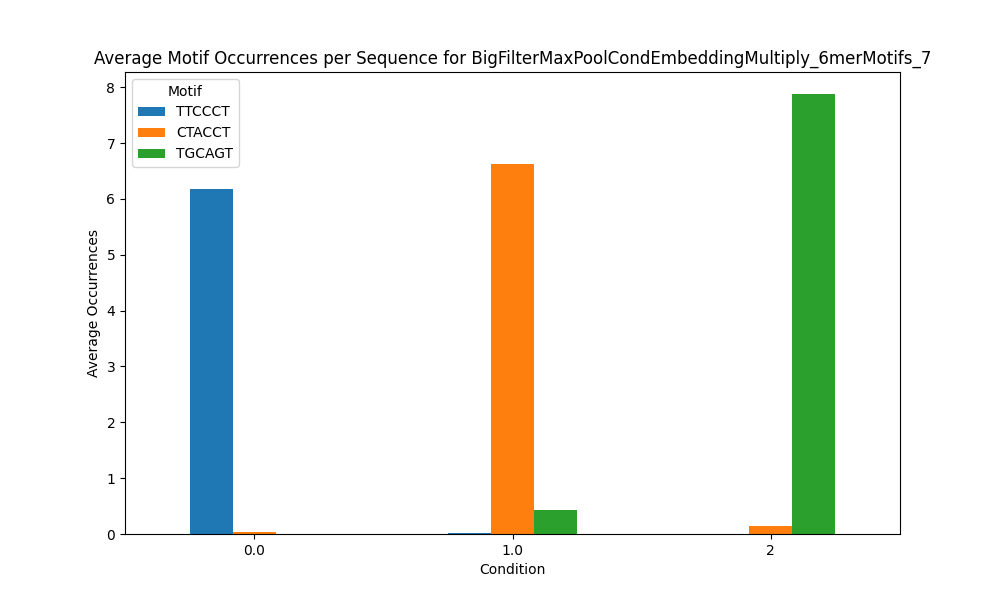 Average Motif Occurrences per Sequence for BigFilterMaxPoolCondEmbeddingMultiply_6merMotifs_7
Motif
TTCCCT
CTACCT
TGCAGT
Average Occurrences
8
7
6
5
4
3
2
1
0
0.0
1.0
2
Condition